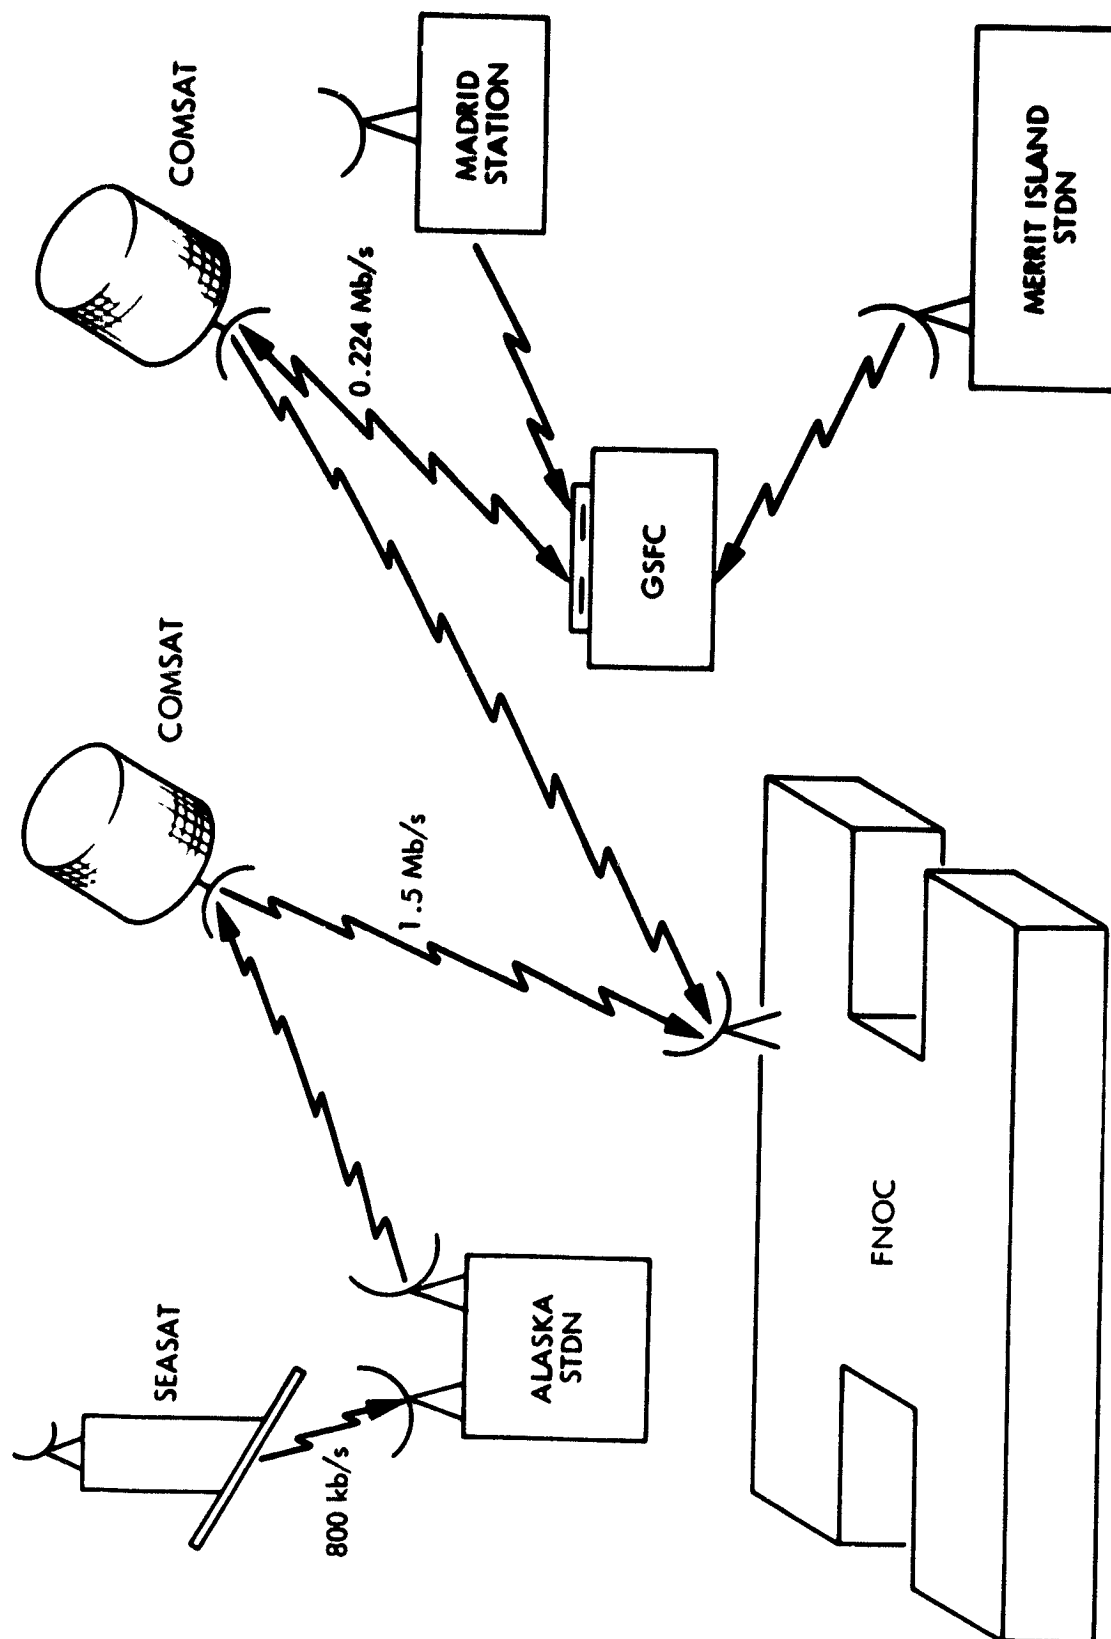 SEASAT
800 kb/s
ALASKA
STDN
COMSAT
1.5 Mb/s
FNOC
COMSAT
0.224 Mb/s
MADRID
STATION
GSFC
MERRIT ISLAND
STDN